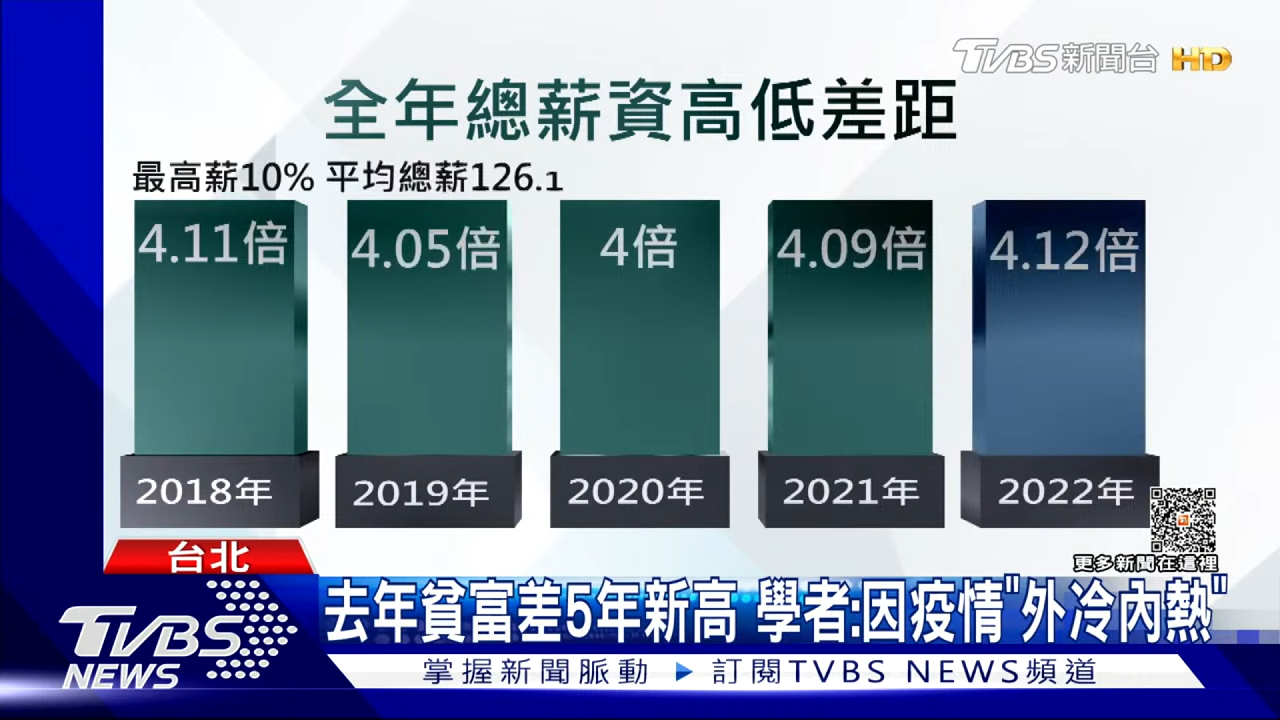 TVBS新聞台 HD
全年總薪資高低差距
最高薪10% 平均總薪126.1
4.11倍
4.05倍
4倍
4.09倍
4.12倍
2018年
2019年
2020年
2021年
2022年
更多新聞在這裡
台北
去年貧富差5年新高 學者:因疫情"外冷內熱"
TVBS
NEWS
掌握新聞脈動 ▶ 訂閱TVBS NEWS頻道